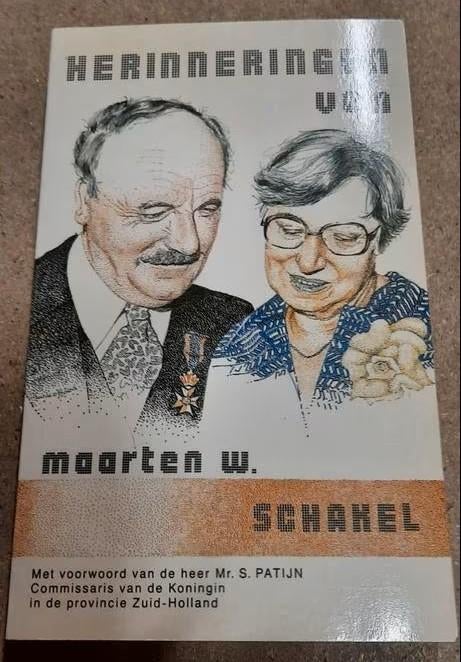 HERINNERINGEN
van
maarten w.
SCHAKEL
Met voorwoord van de heer Mr. S. PATIJN
Commissaris van de Koningin
in de provincie Zuid-Holland